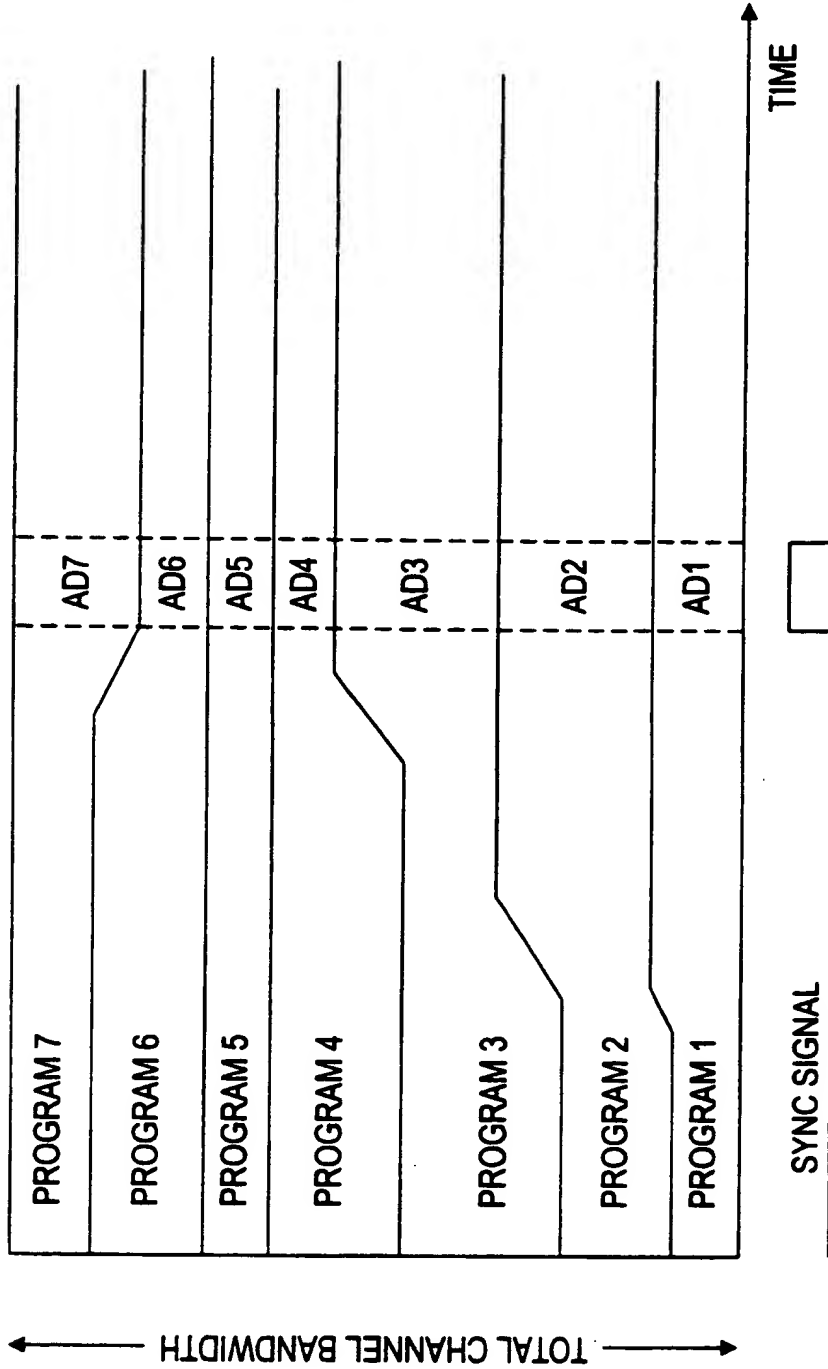 TOTAL CHANNEL BANDWIDTH
PROGRAM 7
AD7
PROGRAM 6
AD6
PROGRAM 5
AD5
PROGRAM 4
AD4
PROGRAM 3
AD3
PROGRAM 2
AD2
PROGRAM 1
AD1
TIME
SYNC SIGNAL